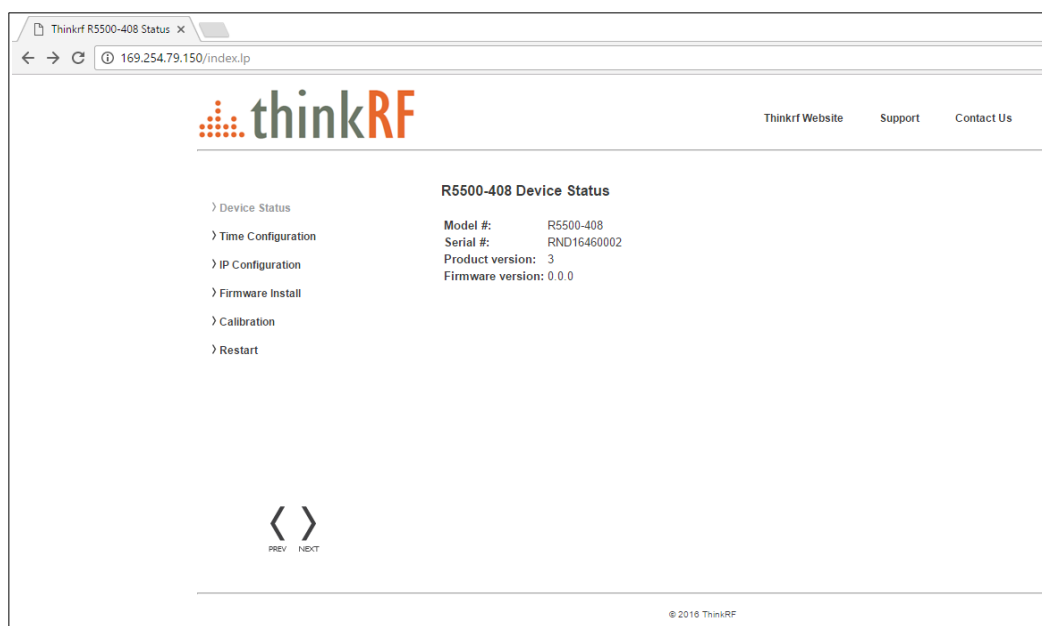 Thinkrf R5500-408 Status
169.254.79.150/index.lp
thinkRF
Thinkrf Website Support Contact Us
R5500-408 Device Status
Device Status
Time Configuration
IP Configuration
Firmware Install
Calibration
Restart
Model #: R5500-408
Serial #: RND16460002
Product version: 3
Firmware version: 0.0.0
PREV NEXT
© 2016 ThinkRF